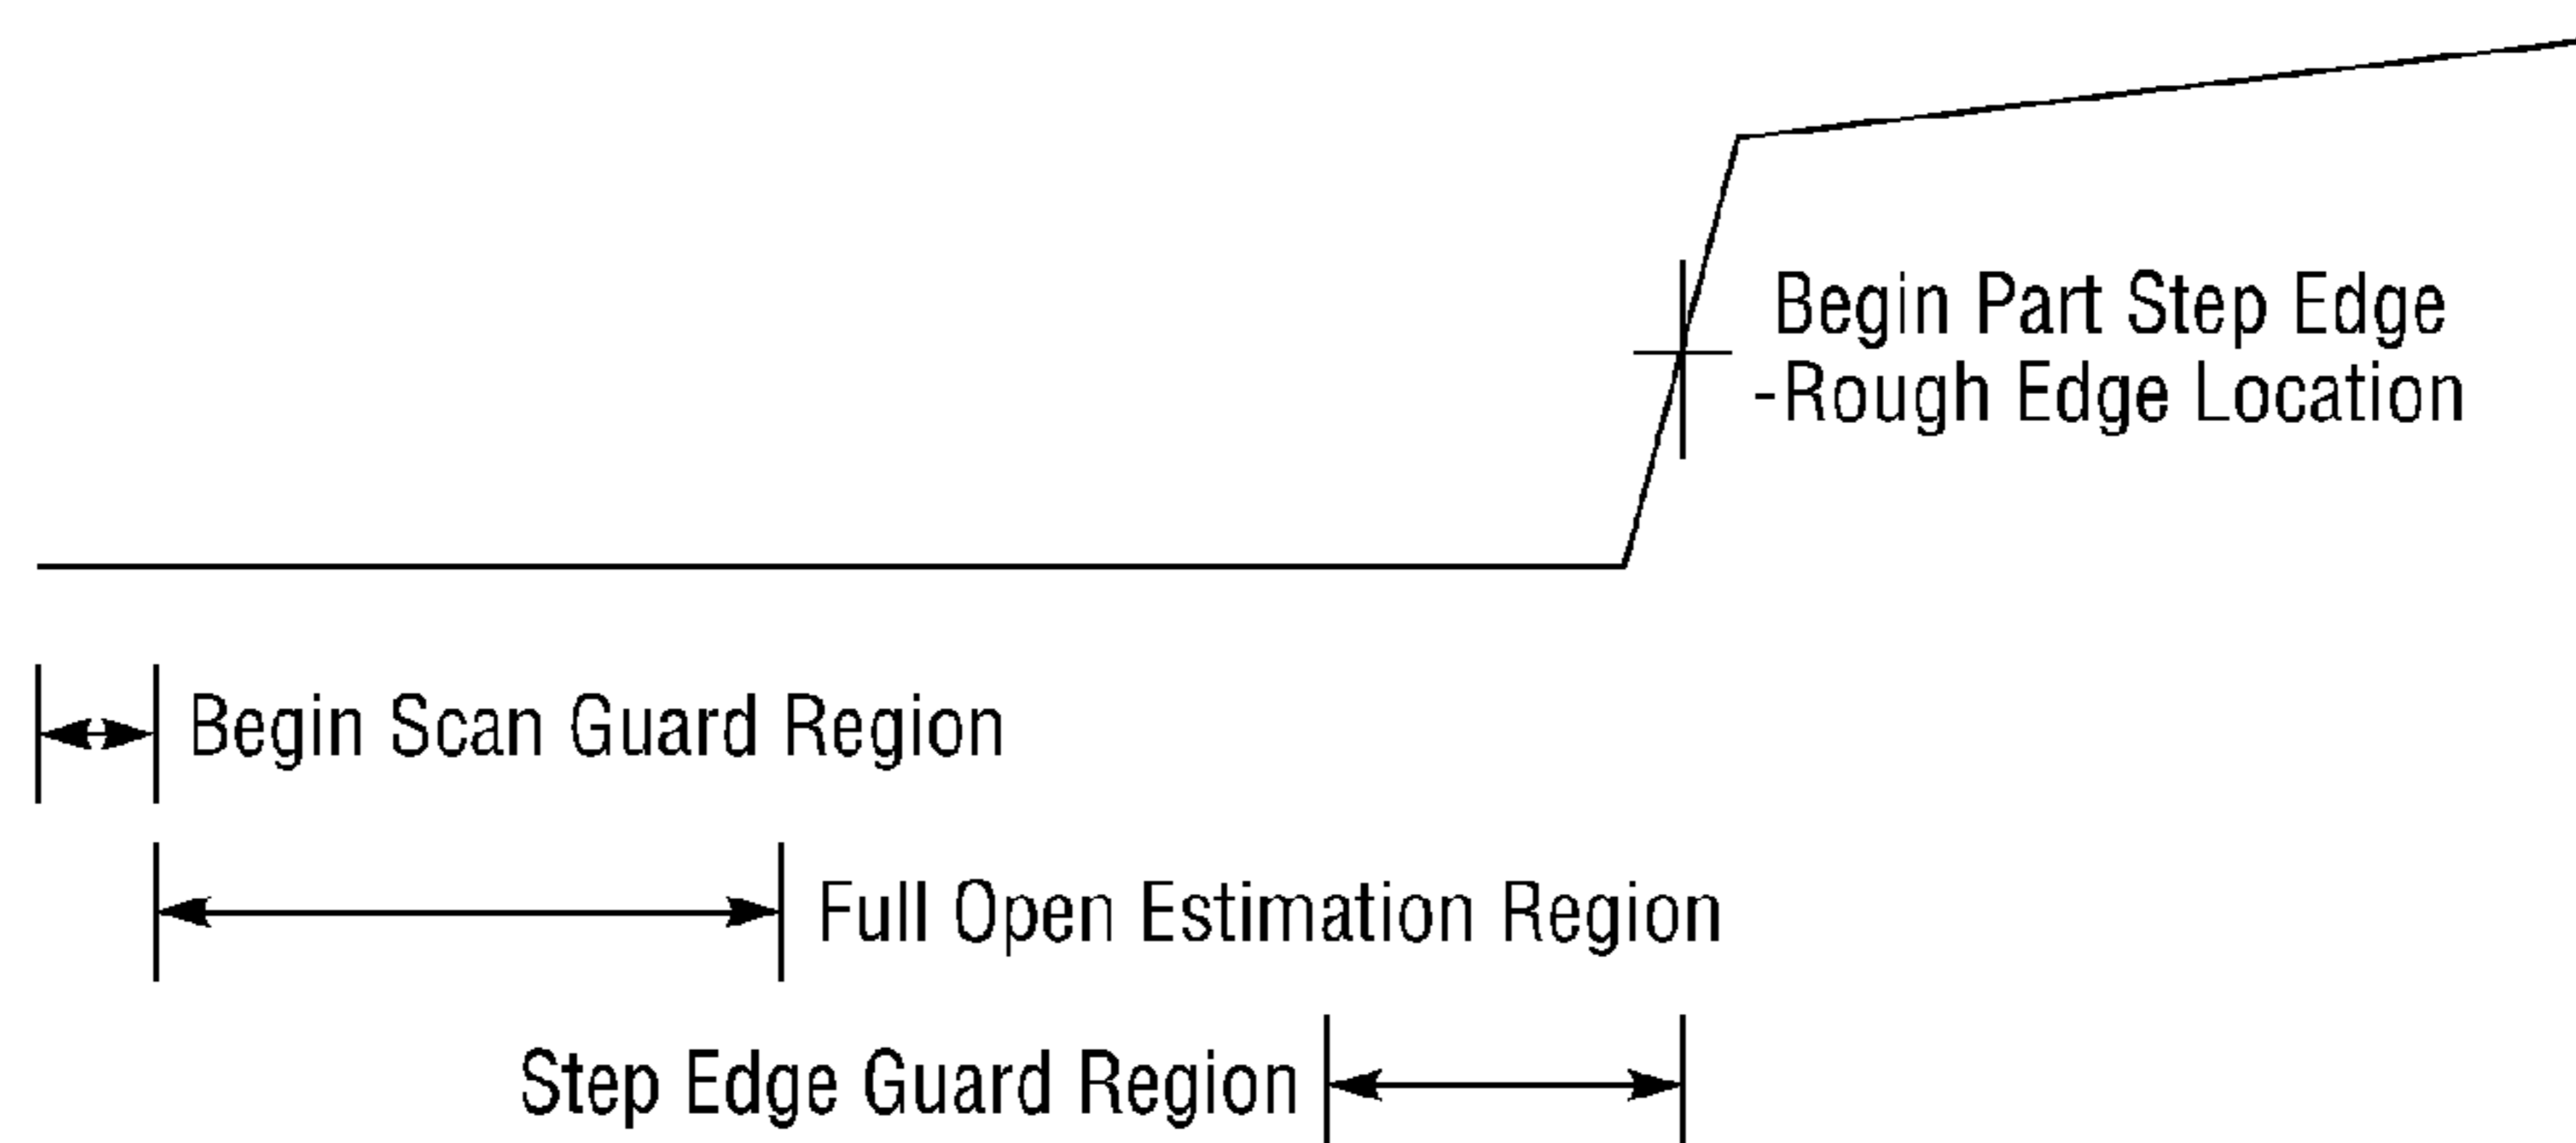 Begin Part Step Edge
-Rough Edge Location
Begin Scan Guard Region
Full Open Estimation Region
Step Edge Guard Region